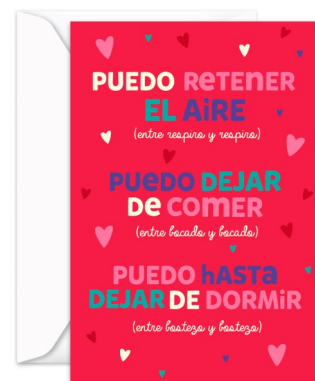 PUEDO ReTeNeR
EL AiRE
(entre respiro y respiro)
PUeDO DEJAR
De COMER
(entre bocado y bocado)
PUEDO hASTa
DEJAR DE DORMiR
(entre bostezo y bostezo)